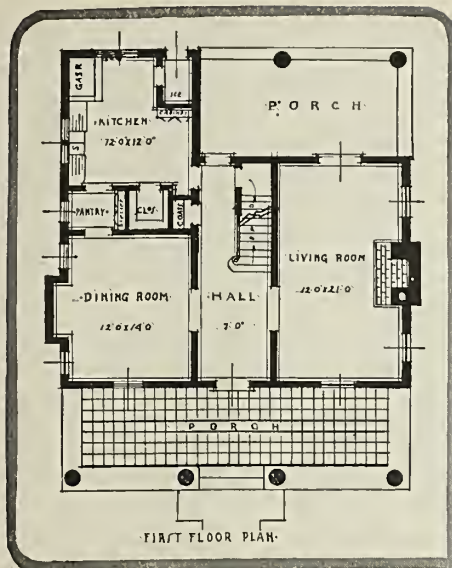 GAS R
ICE
PORCH
KITCHEN
12'0"X12'0"
S
PANTRY
CLO'S
COATS
LIVING ROOM
12'0"X21'0"
DINING ROOM
12'0"X14'0"
HALL
7'0"
PORCH
·FIRST FLOOR PLAN·